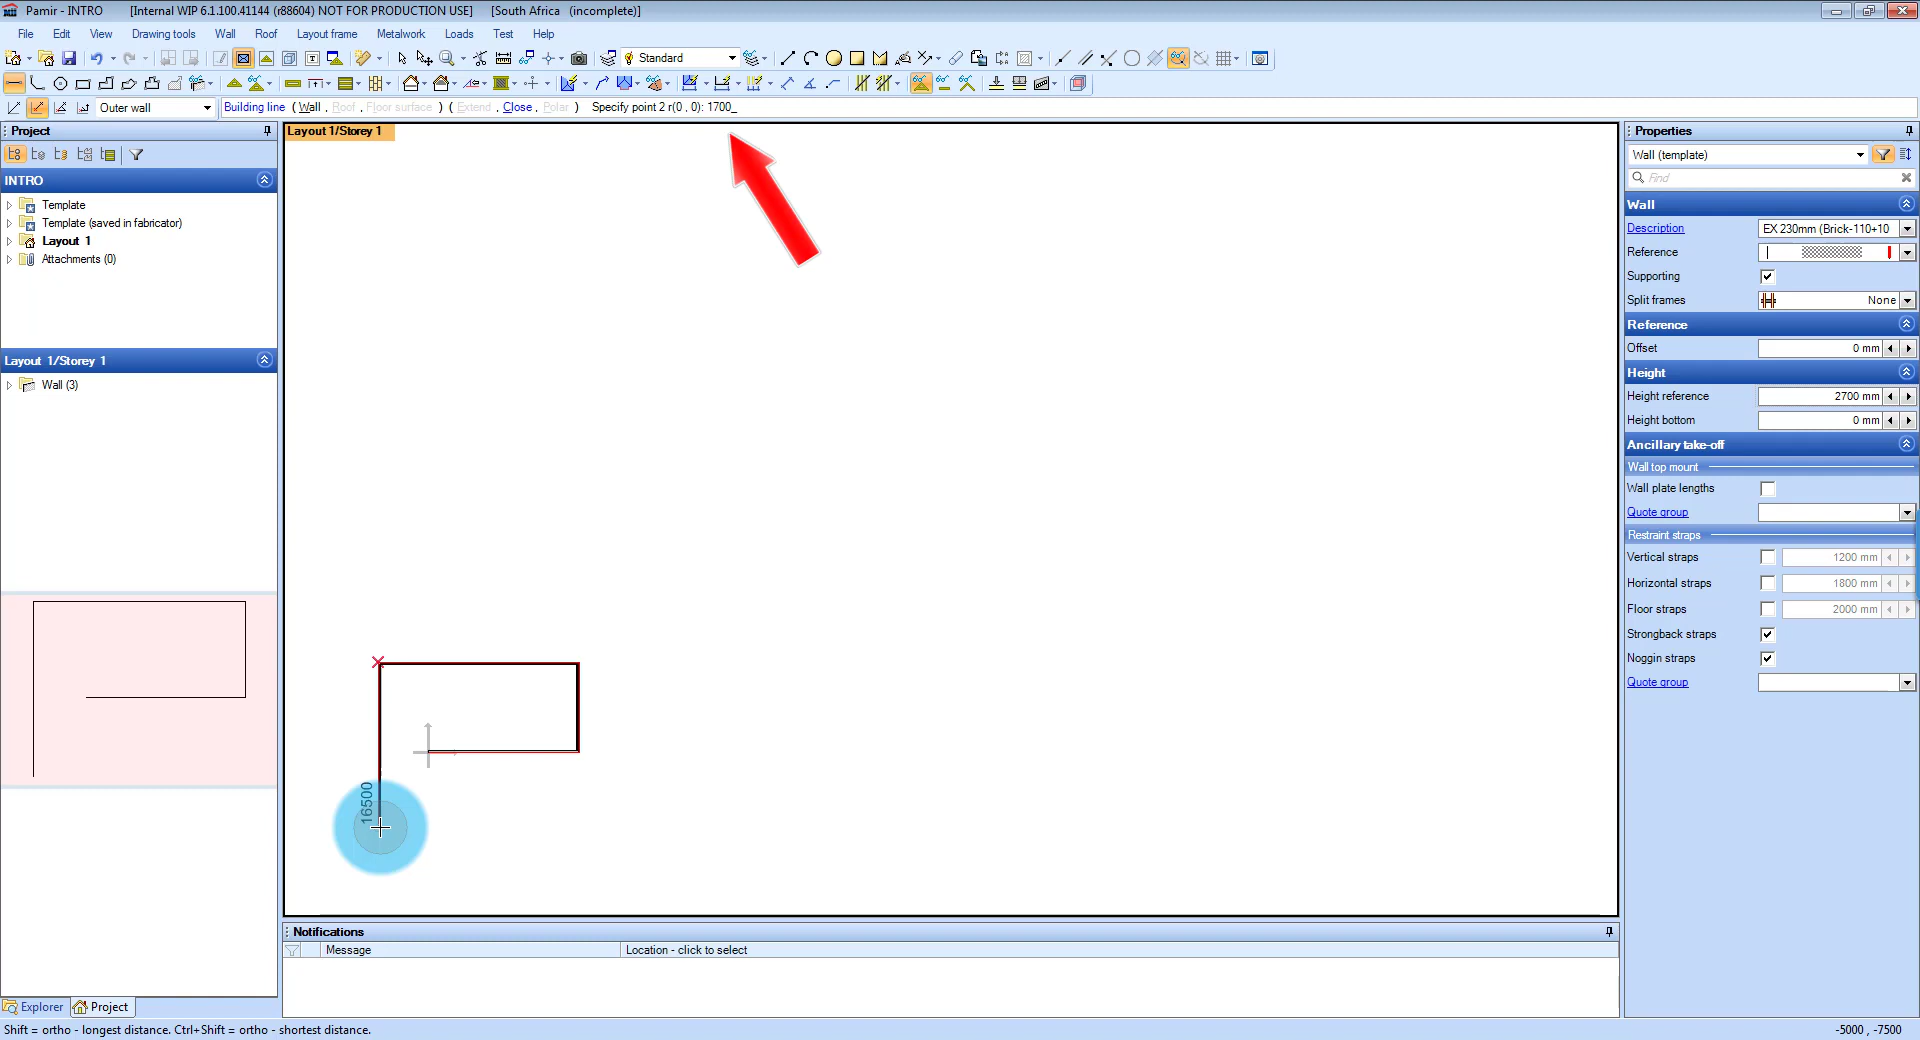 Pamir - INTRO [Internal WIP 6.1.100.41144 (r88604) NOT FOR PRODUCTION USE] [South Africa (incomplete)]
File Edit View Drawing tools Wall Roof Layout frame Metalwork Loads Test Help
Standard
Outer wall Building line ( Wall , Roof , Floor surface ) ( Extend , Close , Polar ) Specify point 2 r(0 , 0): 1700_
Project
INTRO
Template
Template (saved in fabricator)
Layout 1
Attachments (0)
Layout 1/Storey 1
Wall (3)
Explorer Project
Layout 1/Storey 1
16500
Notifications
Message Location - click to select
Properties
Wall (template)
Find
Wall
Description EX 230mm (Brick-110+10
Reference
Supporting
Split frames None
Reference
Offset 0 mm
Height
Height reference 2700 mm
Height bottom 0 mm
Ancillary take-off
Wall top mount
Wall plate lengths
Quote group
Restraint straps
Vertical straps 1200 mm
Horizontal straps 1800 mm
Floor straps 2000 mm
Strongback straps
Noggin straps
Quote group
Shift = ortho - longest distance. Ctrl+Shift = ortho - shortest distance. -5000 , -7500